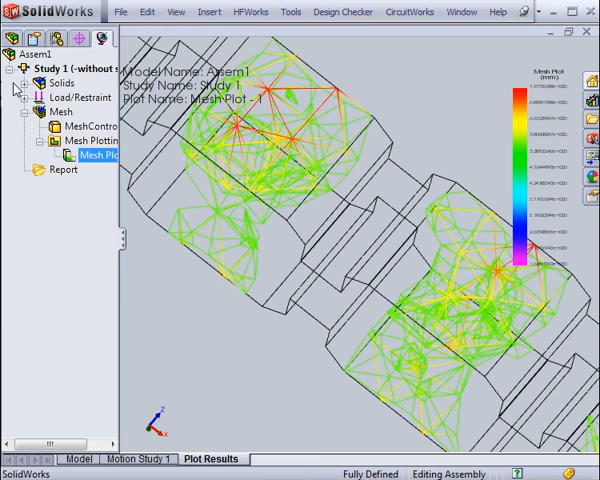 SW SolidWorks File Edit View Insert HFWorks Tools Design Checker CircuitWorks Window Help
Assem1
Study 1 (-without s
Solids
Load/Restraint
Mesh
MeshContro
Mesh Plottin
Mesh Plo
Report
Model Name: Assem1
Study Name: Study 1
Plot Name: Mesh Plot - 1
Mesh Plot
(mm)
Model Motion Study 1 Plot Results
SolidWorks Fully Defined Editing Assembly